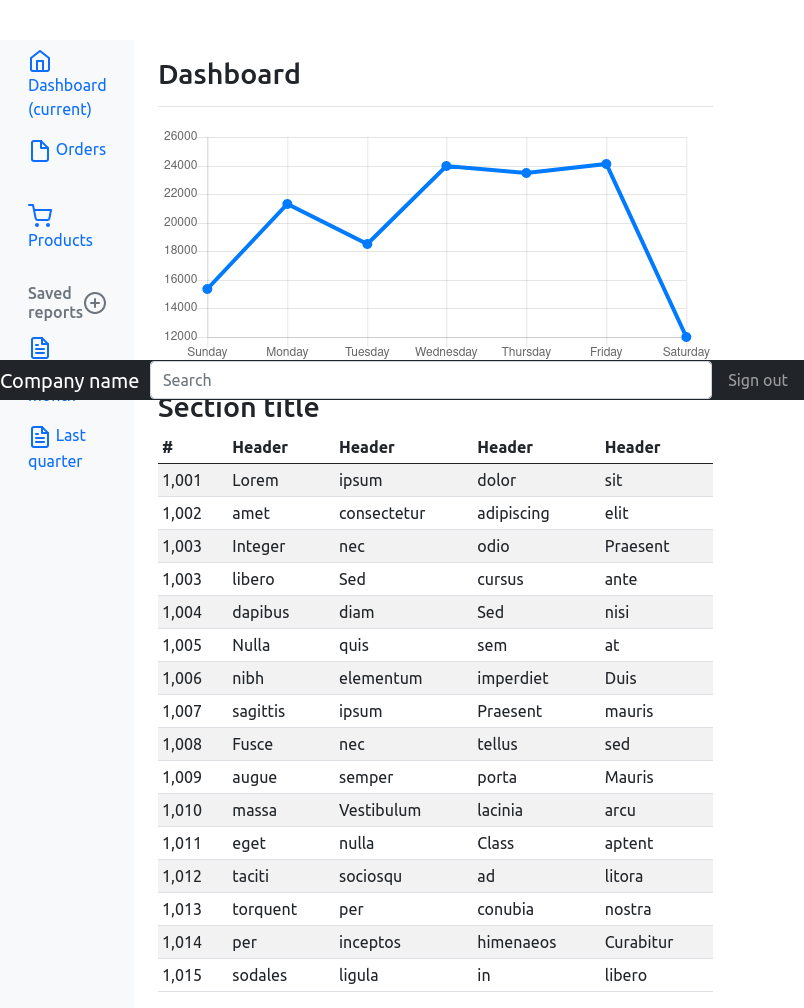 Dashboard
(current)
Orders
Products
Saved
reports
Last
quarter
Dashboard
26000
24000
22000
20000
18000
16000
14000
12000
Sunday Monday Tuesday Wednesday Thursday Friday Saturday
Company name Search Sign out
Section title
# Header Header Header Header
1,001 Lorem ipsum dolor sit
1,002 amet consectetur adipiscing elit
1,003 Integer nec odio Praesent
1,003 libero Sed cursus ante
1,004 dapibus diam Sed nisi
1,005 Nulla quis sem at
1,006 nibh elementum imperdiet Duis
1,007 sagittis ipsum Praesent mauris
1,008 Fusce nec tellus sed
1,009 augue semper porta Mauris
1,010 massa Vestibulum lacinia arcu
1,011 eget nulla Class aptent
1,012 taciti sociosqu ad litora
1,013 torquent per conubia nostra
1,014 per inceptos himenaeos Curabitur
1,015 sodales ligula in libero